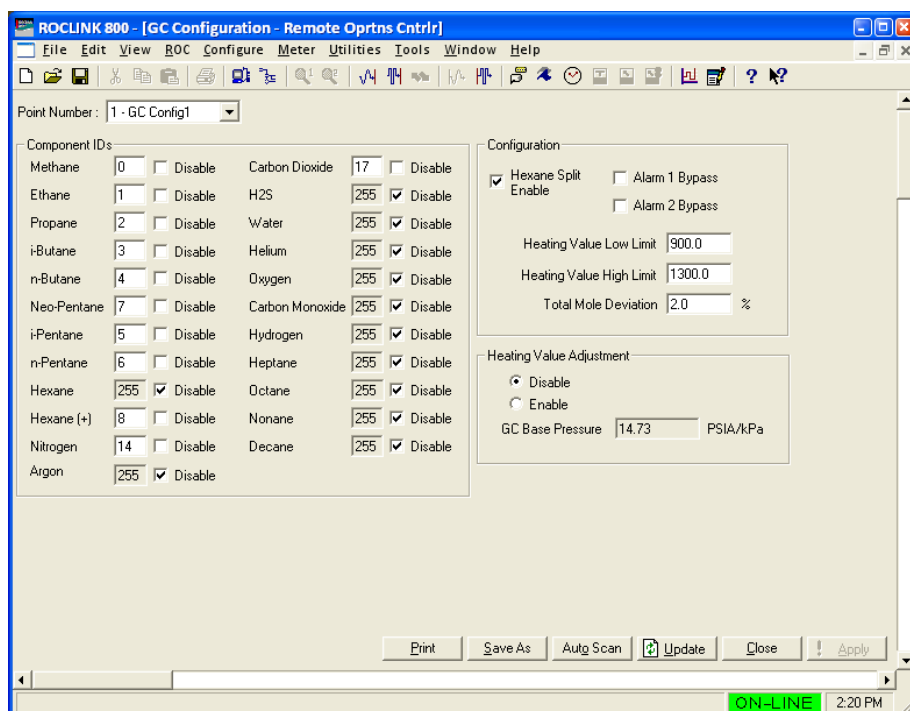 ROCLINK 800 - [GC Configuration - Remote Oprtns Cntrlr]
File Edit View ROC Configure Meter Utilities Tools Window Help
Point Number : 1 - GC Config1
Component IDs
Methane 0 Disable Carbon Dioxide 17 Disable
Ethane 1 Disable H2S 255 Disable
Propane 2 Disable Water 255 Disable
i-Butane 3 Disable Helium 255 Disable
n-Butane 4 Disable Oxygen 255 Disable
Neo-Pentane 7 Disable Carbon Monoxide 255 Disable
i-Pentane 5 Disable Hydrogen 255 Disable
n-Pentane 6 Disable Heptane 255 Disable
Hexane 255 Disable Octane 255 Disable
Hexane (+) 8 Disable Nonane 255 Disable
Nitrogen 14 Disable Decane 255 Disable
Argon 255 Disable
Configuration
Hexane Split Enable Alarm 1 Bypass
Alarm 2 Bypass
Heating Value Low Limit 900.0
Heating Value High Limit 1300.0
Total Mole Deviation 2.0 %
Heating Value Adjustment
Disable
Enable
GC Base Pressure 14.73 PSIA/kPa
Print Save As Auto Scan Update Close ! Apply
ON-LINE 2:20 PM